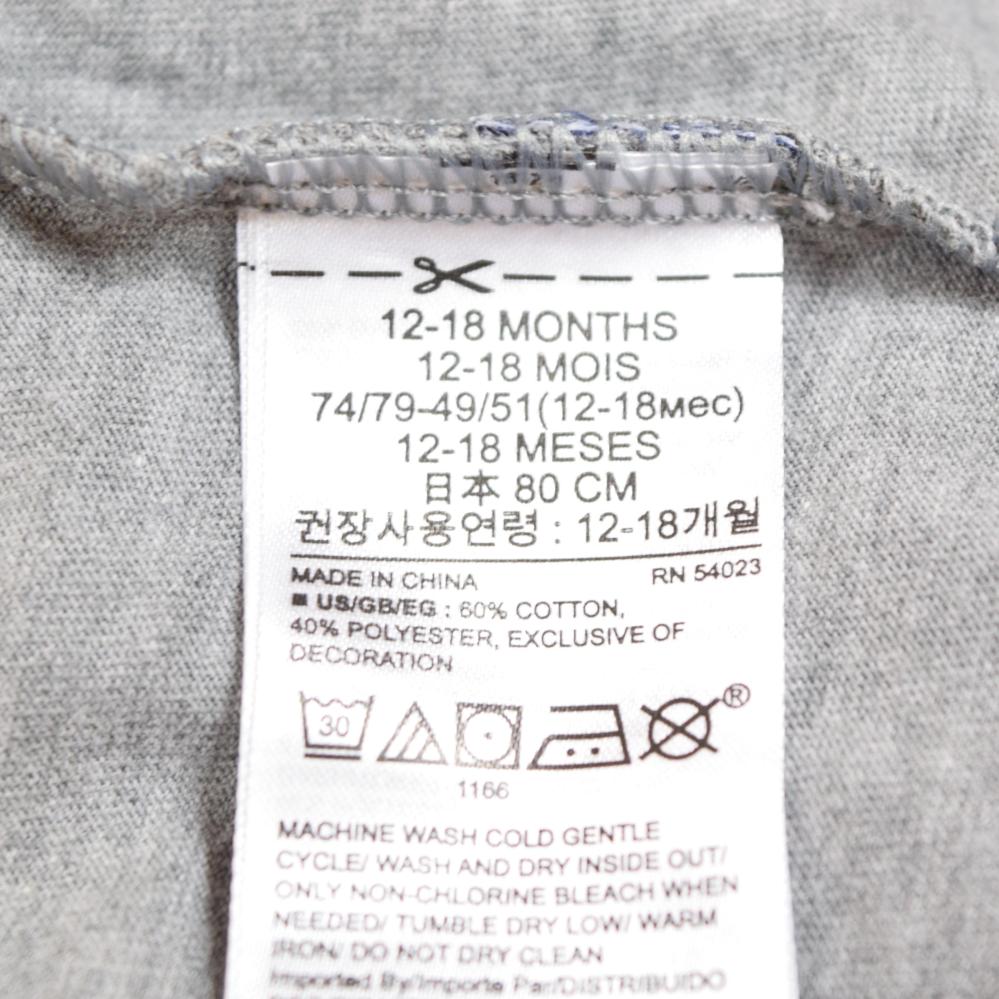 12-18 MONTHS
12-18 MOIS
74/79-49/51(12-18мес)
12-18 MESES
日本 80 CM
권장사용연령 : 12-18개월
MADE IN CHINA RN 54023
■ US/GB/EG : 60% COTTON,
40% POLYESTER, EXCLUSIVE OF
DECORATION
30
®
1166
MACHINE WASH COLD GENTLE
CYCLE/ WASH AND DRY INSIDE OUT/
ONLY NON-CHLORINE BLEACH WHEN
NEEDED/ TUMBLE DRY LOW/ WARM
IRON/ DO NOT DRY CLEAN
Imported By/Importe Par/DISTRIBUIDO